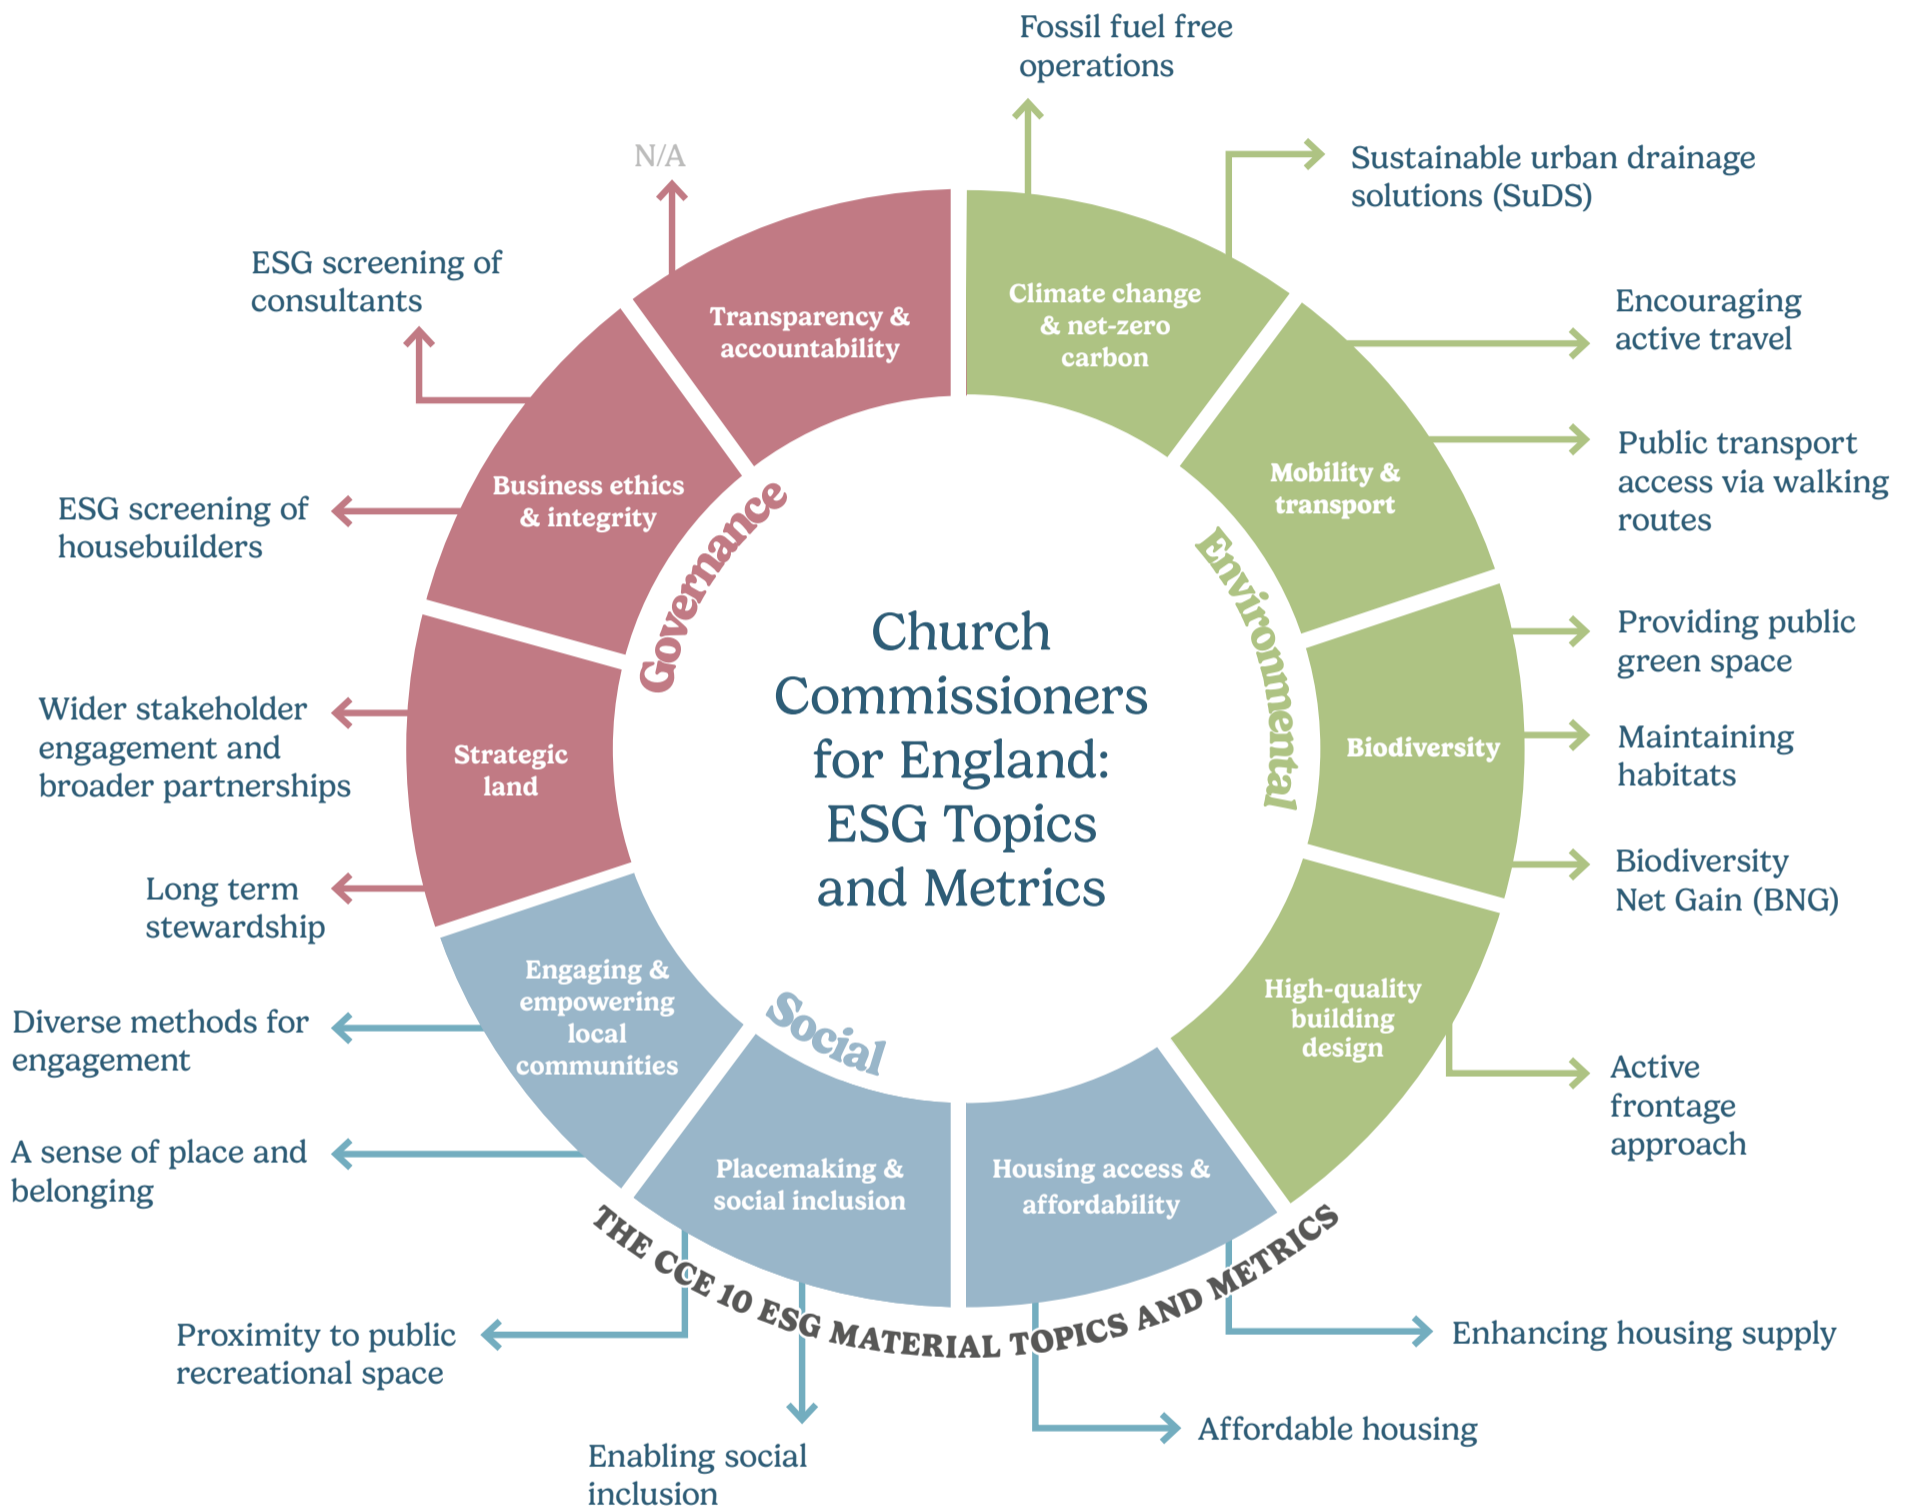 Fossil fuel free
operations
N/A
Sustainable urban drainage
solutions (SuDS)
ESG screening of
consultants
Encouraging
active travel
Transparency &
accountability
Climate change
& net-zero
carbon
Public transport
access via walking
routes
Mobility &
transport
Business ethics
& integrity
ESG screening of
housebuilders
Governance
Environmental
Church
Commissioners
for England:
ESG Topics
and Metrics
Providing public
green space
Wider stakeholder
engagement and
broader partnerships
Strategic
land
Biodiversity
Maintaining
habitats
Biodiversity
Net Gain (BNG)
Long term
stewardship
Engaging &
empowering
local
communities
Social
High-quality
building
design
Diverse methods for
engagement
Active
frontage
approach
A sense of place and
belonging
Placemaking &
social inclusion
Housing access &
affordability
THE CCE 10 ESG MATERIAL TOPICS AND METRICS
Proximity to public
recreational space
Enhancing housing supply
Affordable housing
Enabling social
inclusion